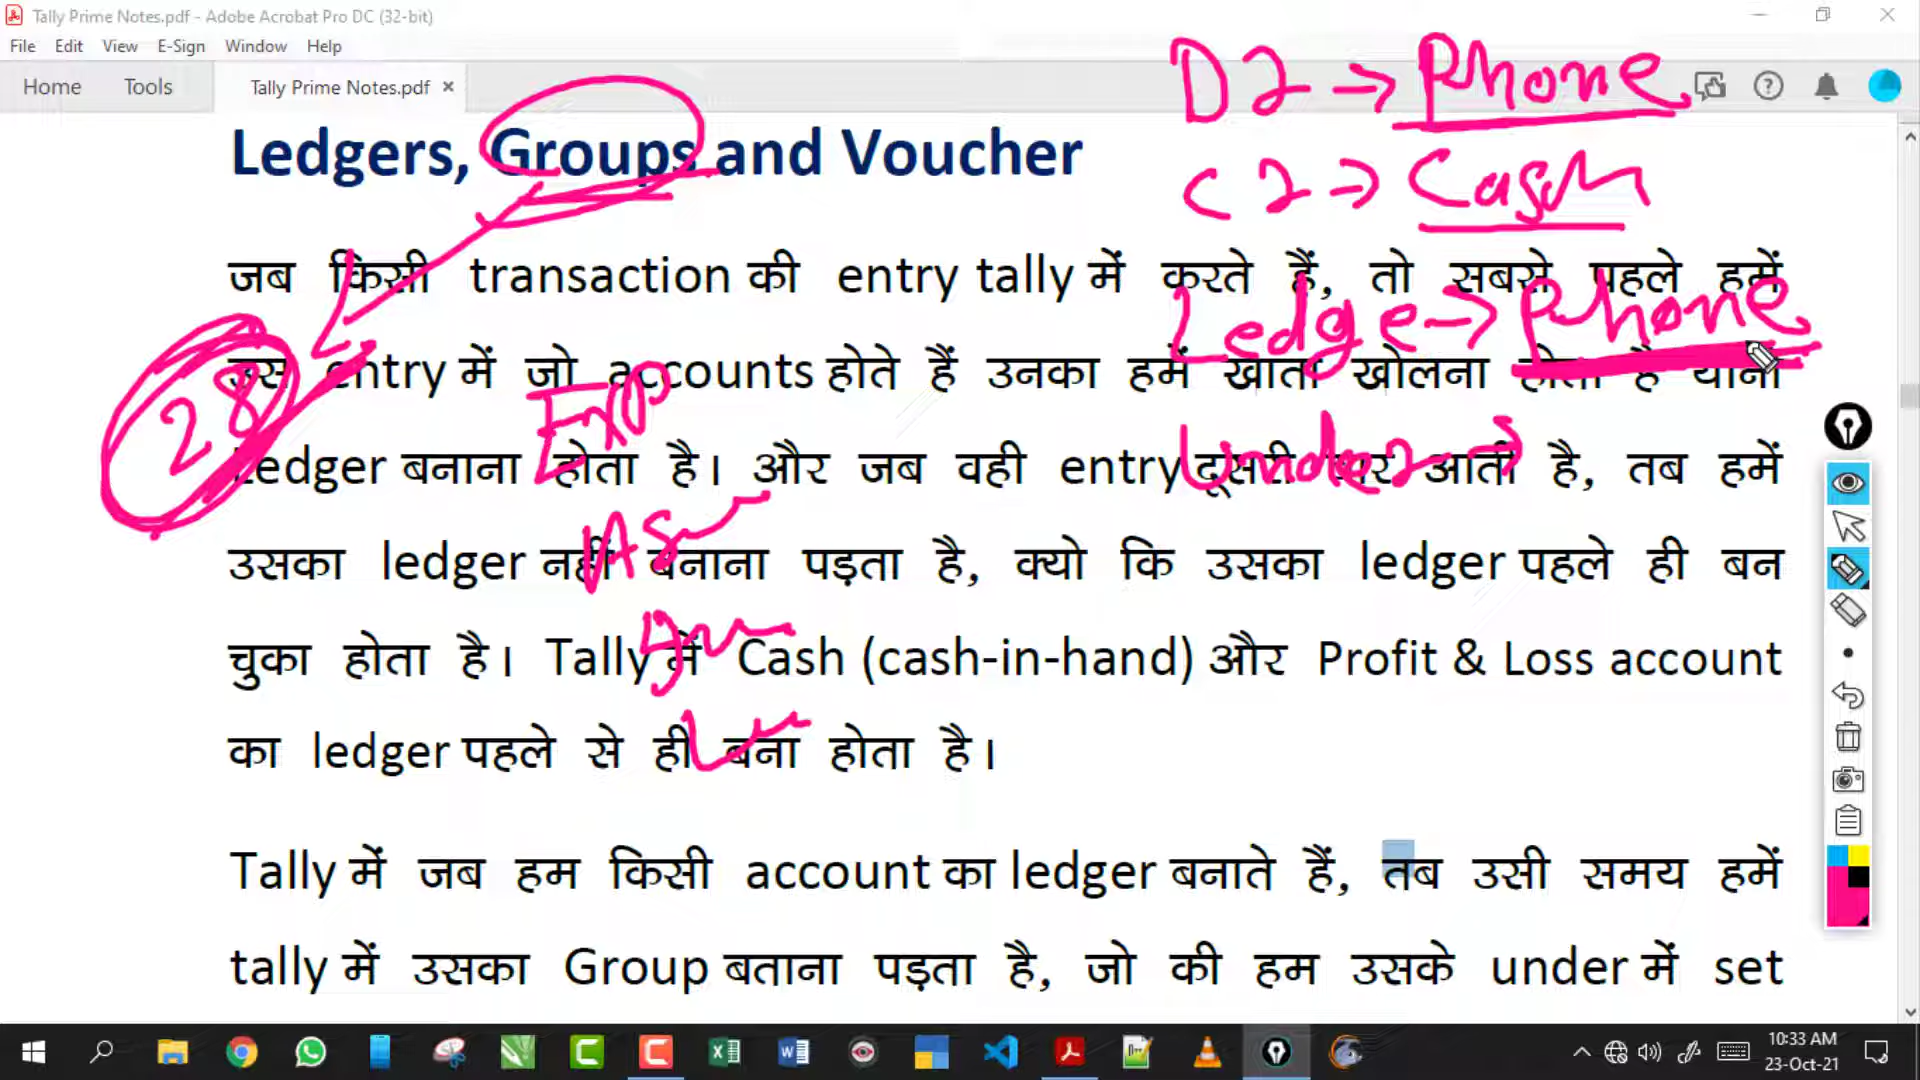 Tally Prime Notes.pdf - Adobe Acrobat Pro DC (32-bit)
File Edit View E-Sign Window Help
Home Tools Tally Prime Notes.pdf
D2 → Phone
Ledgers, Groups and Voucher
C2 → Cash
जब किसी transaction की entry tally में करते हैं, तो सबसे पहले हमें
Ledge → Phone
28
उस entry में जो accounts होते हैं उनका हमें खाता खोलना होता है यानी
Exp
Ledger बनाना होता है। और जब वही entry दूसरी बार आती है, तब हमें
Under →
AS
उसका ledger नहीं बनाना पड़ता है, क्यो कि उसका ledger पहले ही बन
चुका होता है। Tally में Cash (cash-in-hand) और Profit & Loss account
का ledger पहले से ही बना होता है।
L
Tally में जब हम किसी account का ledger बनाते हैं, तब उसी समय हमें
tally में उसका Group बताना पड़ता है, जो की हम उसके under में set
10:33 AM
23-Oct-21